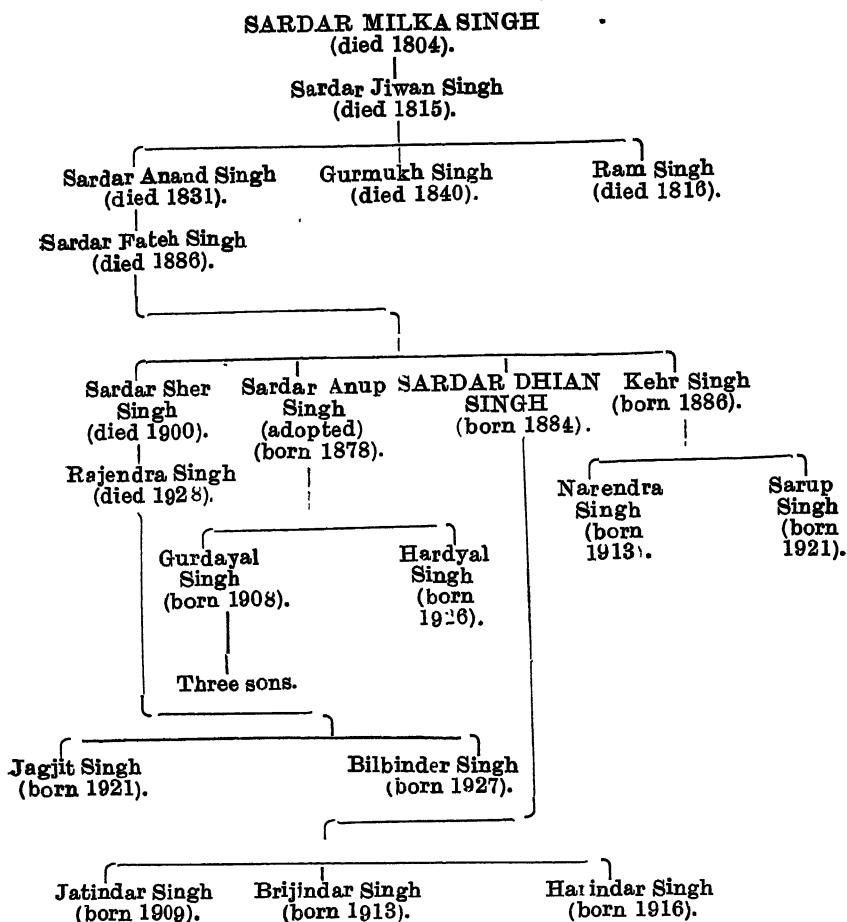 SARDAR MILKA SINGH
(died 1804).
Sardar Jiwan Singh
(died 1815).
Sardar Anand Singh
(died 1831).
Gurmukh Singh
(died 1840).
Ram Singh
(died 1816).
Sardar Fateh Singh
(died 1886).
Sardar Sher
Singh
(died 1900).
Sardar Anup
Singh
(adopted)
(born 1878).
SARDAR DHIAN
SINGH
(born 1884).
Kehr Singh
(born 1886).
Rajendra Singh
(died 1928).
Narendra
Singh
(born
1913).
Sarup
Singh
(born
1921).
Gurdayal
Singh
(born 1908).
Hardyal
Singh
(born
1926).
Three sons.
Jagjit Singh
(born 1921).
Bilbinder Singh
(born 1927).
Jatindar Singh
(born 1909).
Brijindar Singh
(born 1913).
Harindar Singh
(born 1916).